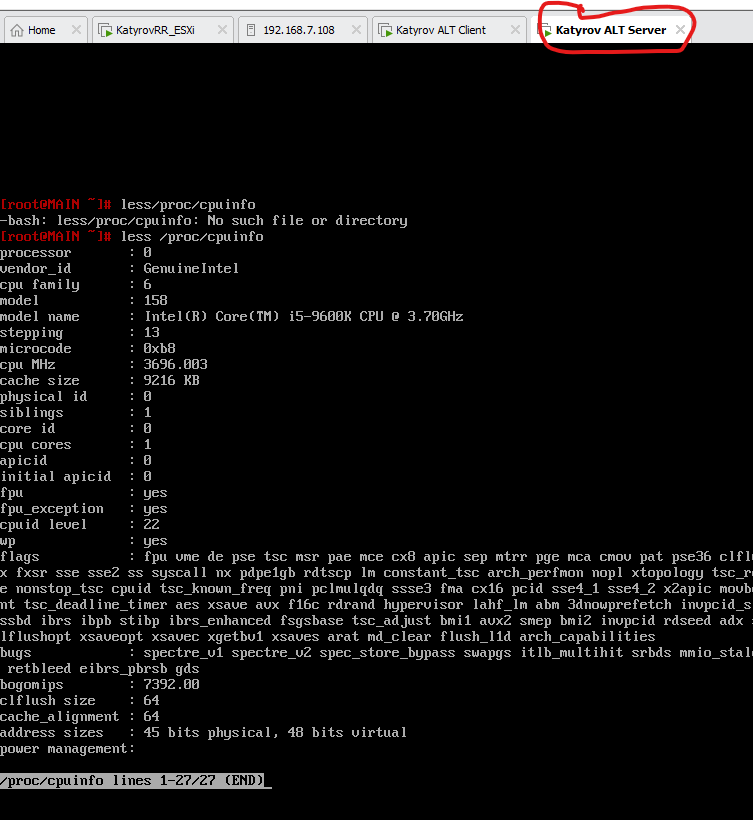 Home
KatyrovRR_ESXi
192.168.7.108
Katyrov ALT Client
Katyrov ALT Server
[root@MAIN ~]# less/proc/cpuinfo
-bash: less/proc/cpuinfo: No such file or directory
[root@MAIN ~]# less /proc/cpuinfo
processor : 0
vendor_id : GenuineIntel
cpu family : 6
model : 158
model name : Intel(R) Core(TM) i5-9600K CPU @ 3.70GHz
stepping : 13
microcode : 0xb8
cpu MHz : 3696.003
cache size : 9216 KB
physical id : 0
siblings : 1
core id : 0
cpu cores : 1
apicid : 0
initial apicid : 0
fpu : yes
fpu_exception : yes
cpuid level : 22
wp : yes
flags : fpu vme de pse tsc msr pae mce cx8 apic sep mtrr pge mca cmov pat pse36 clflu
x fxsr sse sse2 ss syscall nx pdpe1gb rdtscp lm constant_tsc arch_perfmon nopl xtopology tsc_re
e nonstop_tsc cpuid tsc_known_freq pni pclmulqdq ssse3 fma cx16 pcid sse4_1 sse4_2 x2apic movbe
nt tsc_deadline_timer aes xsave avx f16c rdrand hypervisor lahf_lm abm 3dnowprefetch invpcid_s
ssbd ibrs ibpb stibp ibrs_enhanced fsgsbase tsc_adjust bmi1 avx2 smep bmi2 invpcid rdseed adx s
lflushopt xsaveopt xsavec xgetbv1 xsaves arat md_clear flush_l1d arch_capabilities
bugs : spectre_v1 spectre_v2 spec_store_bypass swapgs itlb_multihit srbds mmio_stal
retbleed eibrs_pbrsb gds
bogomips : 7392.00
clflush size : 64
cache_alignment : 64
address sizes : 45 bits physical, 48 bits virtual
power management:
/proc/cpuinfo lines 1-27/27 (END)